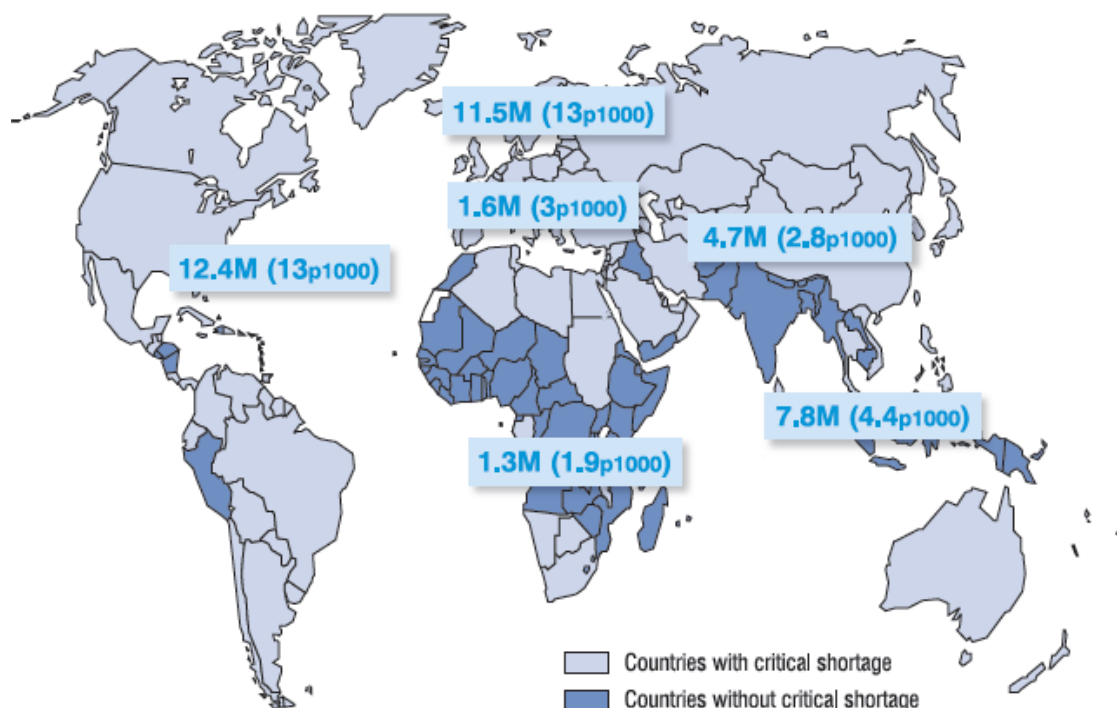 11.5M (13p1000)
1.6M (3p1000)
4.7M (2.8p1000)
12.4M (13p1000)
7.8M (4.4p1000)
1.3M (1.9p1000)
Countries with critical shortage
Countries without critical shortage